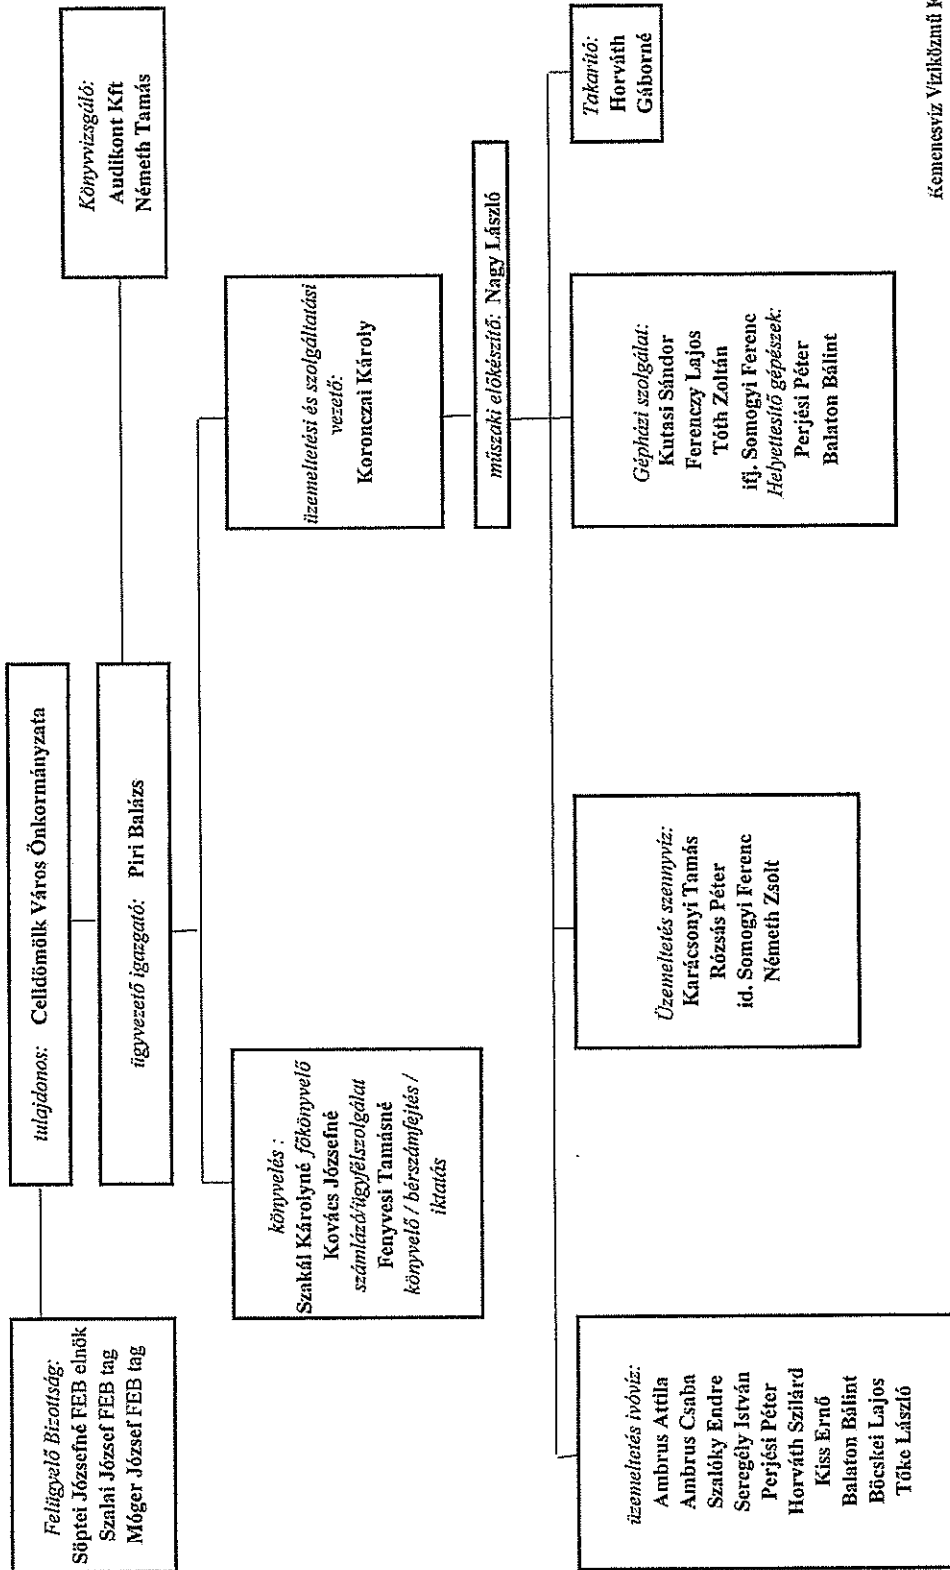 tulajdonos: Celldömölk Város Önkormányzata
Felügyelő Bizottság:
Söptei Józsefné FEB elnök
Szalai József FEB tag
Móger József FEB tag
ügyvezető igazgató: Piri Balázs
Könyvvizsgáló:
Audikont Kft
Németh Tamás
könyvelés :
Szakál Károlyné főkönyvelő
Kovács Józsefné
számlázó/ügyfélszolgálat
Fenyvesi Tamásné
könyvelő / bérszámfejtés /
iktatás
üzemeltetési és szolgáltatási
vezető:
Koronczai Károly
műszaki előkészítő: Nagy László
üzemeltetés ivóvíz:
Ambrus Attila
Ambrus Csaba
Szalóky Endre
Seregély István
Perjési Péter
Horváth Szilárd
Kiss Ernő
Balaton Bálint
Böcskei Lajos
Tőke László
Üzemeltetés szennyvíz:
Karácsonyi Tamás
Rózsás Péter
id. Somogyi Ferenc
Németh Zsolt
Gépházi szolgálat:
Kutasi Sándor
Ferenczy Lajos
Tóth Zoltán
ifj. Somogyi Ferenc
Helyettesítő gépészek:
Perjési Péter
Balaton Bálint
Takarító:
Horváth
Gáborné
Kemenesvíz Víziközmű